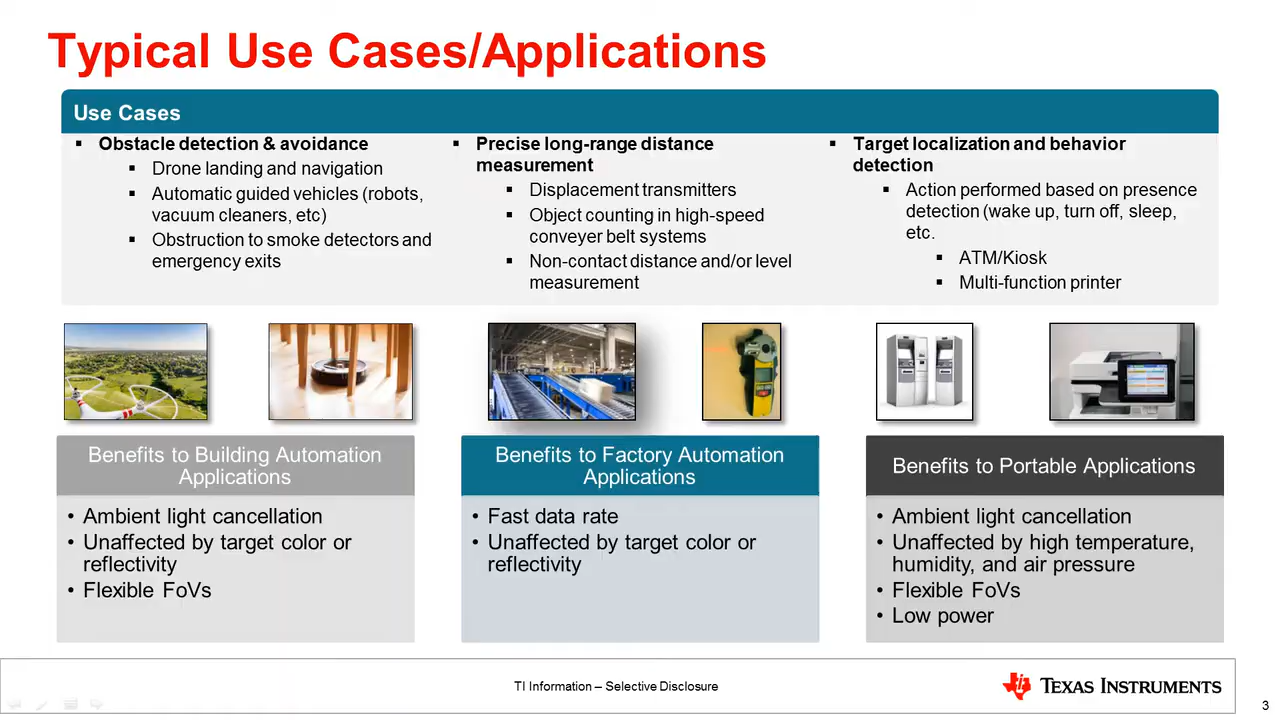 Typical Use Cases/Applications
Use Cases
▪ Obstacle detection & avoidance
▪ Drone landing and navigation
▪ Automatic guided vehicles (robots,
vacuum cleaners, etc)
▪ Obstruction to smoke detectors and
emergency exits
▪ Precise long-range distance
measurement
▪ Displacement transmitters
▪ Object counting in high-speed
conveyer belt systems
▪ Non-contact distance and/or level
measurement
▪ Target localization and behavior
detection
▪ Action performed based on presence
detection (wake up, turn off, sleep,
etc.
▪ ATM/Kiosk
▪ Multi-function printer
Benefits to Building Automation
Applications
• Ambient light cancellation
• Unaffected by target color or
reflectivity
• Flexible FoVs
Benefits to Factory Automation
Applications
• Fast data rate
• Unaffected by target color or
reflectivity
Benefits to Portable Applications
• Ambient light cancellation
• Unaffected by high temperature,
humidity, and air pressure
• Flexible FoVs
• Low power
TI Information – Selective Disclosure
Texas Instruments
3